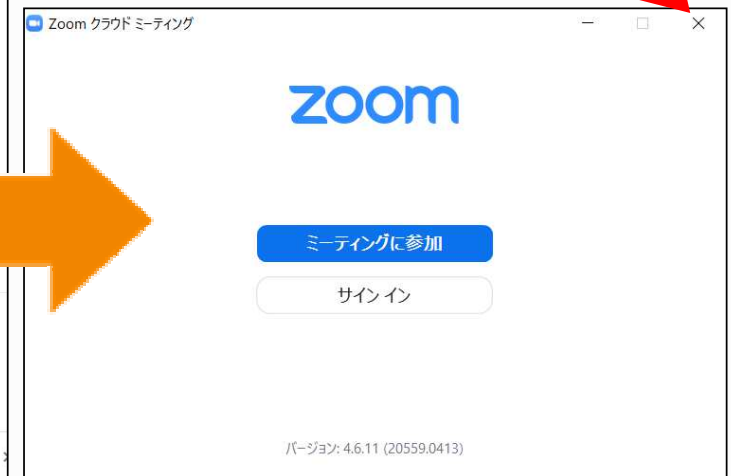 Zoom クラウド ミーティング
zoom
ミーティングに参加
サイン イン
バージョン: 4.6.11 (20559.0413)